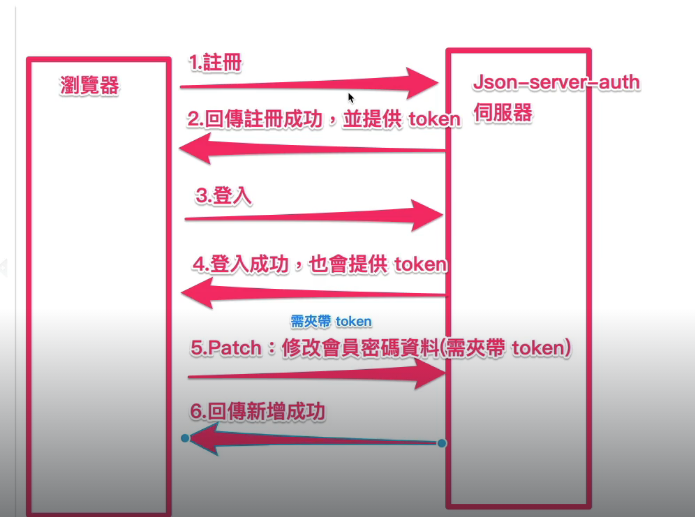 瀏覽器
1.註冊
Json-server-auth
伺服器
2.回傳註冊成功，並提供 token
3.登入
4.登入成功，也會提供 token
需夾帶 token
5.Patch：修改會員密碼資料(需夾帶 token)
6.回傳新增成功